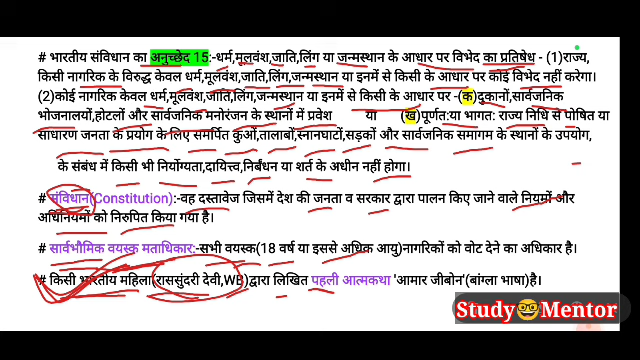 # भारतीय संविधान का अनुच्छेद 15:-धर्म,मूलवंश,जाति,लिंग या जन्मस्थान के आधार पर विभेद का प्रतिषेध - (1)राज्य,
किसी नागरिक के विरुद्ध केवल धर्म,मूलवंश,जाति,लिंग,जन्मस्थान या इनमें से किसी के आधार पर कोई विभेद नहीं करेगा।
(2)कोई नागरिक केवल धर्म,मूलवंश,जाति,लिंग,जन्मस्थान या इनमें से किसी के आधार पर -(क)दुकानों,सार्वजनिक
भोजनालयों,होटलों और सार्वजनिक मनोरंजन के स्थानों में प्रवेश या (ख)पूर्णत:या भागत: राज्य निधि से पोषित या
साधारण जनता के प्रयोग के लिए समर्पित कुओं,तालाबों,स्नानघाटों,सड़कों और सार्वजनिक समागम के स्थानों के उपयोग,
के संबंध में किसी भी निर्योग्यता,दायित्त्व,निर्बंधन या शर्त के अधीन नहीं होगा।
# संविधान(Constitution):-वह दस्तावेज जिसमें देश की जनता व सरकार द्वारा पालन किए जाने वाले नियमों और
अधिनियमों को निरुपित किया गया है।
# सार्वभौमिक वयस्क मताधिकार:-सभी वयस्क(18 वर्ष या इससे अधिक आयु)नागरिकों को वोट देने का अधिकार है।
# किसी भारतीय महिला(राससुंदरी देवी,WB)द्वारा लिखित पहली आत्मकथा 'आमार जीबोन'(बांग्ला भाषा)है।
Study🤓Mentor